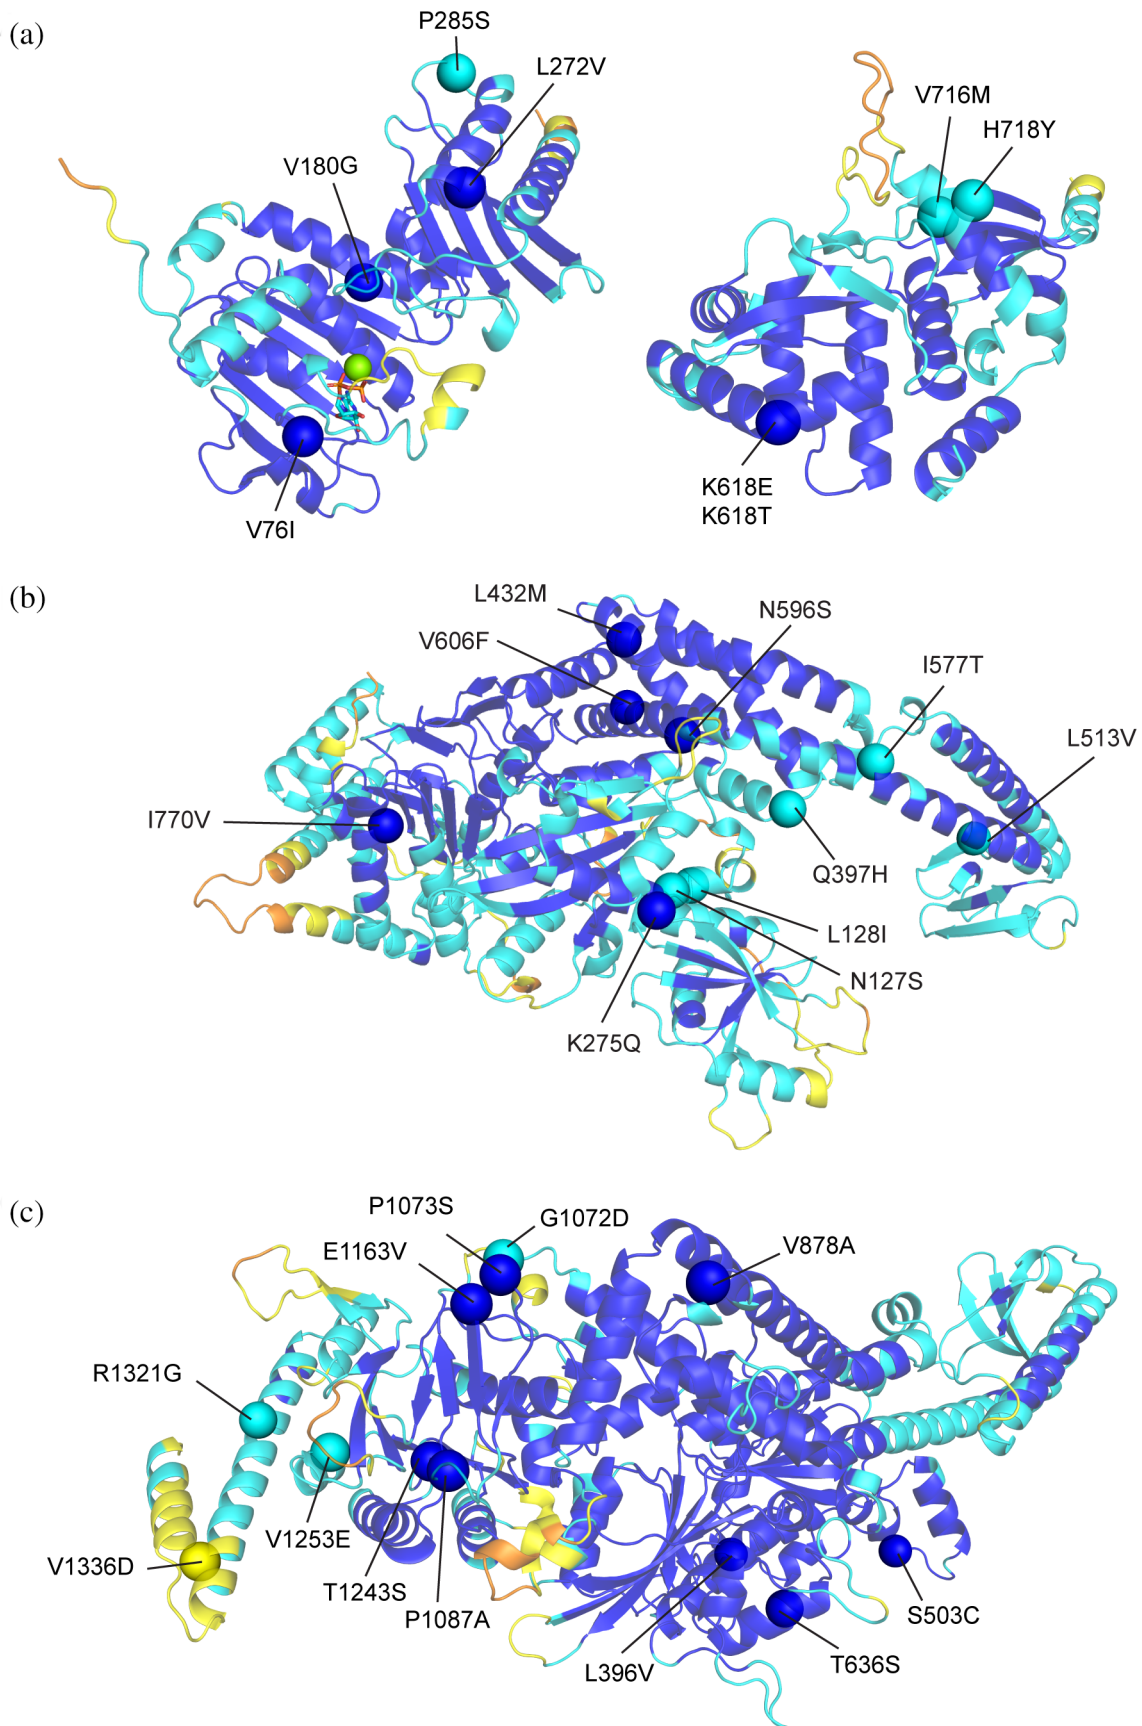 (a)
P285S
L272V
V180G
V76I
V716M
H718Y
K618E
K618T
(b)
L432M
N596S
V606F
I577T
L513V
I770V
Q397H
L128I
N127S
K275Q
(c)
P1073S
G1072D
E1163V
V878A
R1321G
V1253E
V1336D
T1243S
P1087A
S503C
L396V
T636S